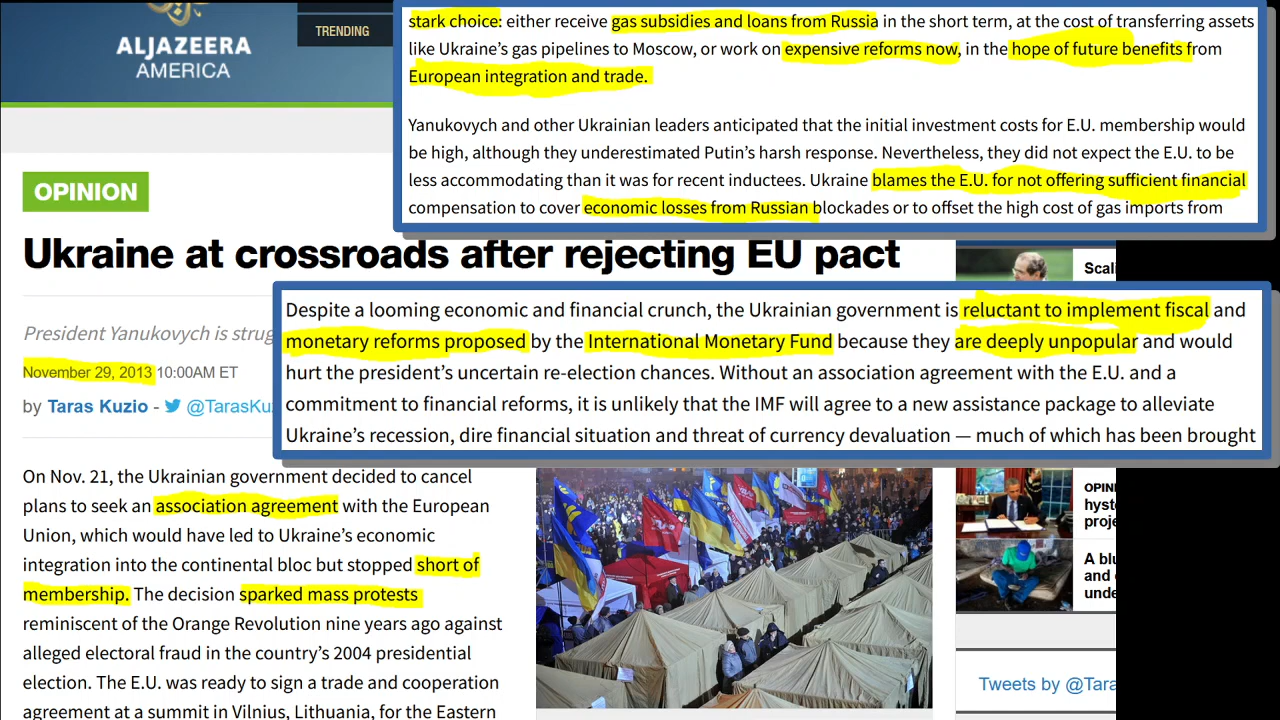 ALJAZEERA
AMERICA
TRENDING
stark choice: either receive gas subsidies and loans from Russia in the short term, at the cost of transferring assets
like Ukraine's gas pipelines to Moscow, or work on expensive reforms now, in the hope of future benefits from
European integration and trade.
Yanukovych and other Ukrainian leaders anticipated that the initial investment costs for E.U. membership would
be high, although they underestimated Putin's harsh response. Nevertheless, they did not expect the E.U. to be
less accommodating than it was for recent inductees. Ukraine blames the E.U. for not offering sufficient financial
compensation to cover economic losses from Russian blockades or to offset the high cost of gas imports from
OPINION
Ukraine at crossroads after rejecting EU pact
President Yanukovych is strug
November 29, 2013 10:00AM ET
by Taras Kuzio - @TarasKu
Despite a looming economic and financial crunch, the Ukrainian government is reluctant to implement fiscal and
monetary reforms proposed by the International Monetary Fund because they are deeply unpopular and would
hurt the president's uncertain re-election chances. Without an association agreement with the E.U. and a
commitment to financial reforms, it is unlikely that the IMF will agree to a new assistance package to alleviate
Ukraine's recession, dire financial situation and threat of currency devaluation — much of which has been brought
On Nov. 21, the Ukrainian government decided to cancel
plans to seek an association agreement with the European
Union, which would have led to Ukraine's economic
integration into the continental bloc but stopped short of
membership. The decision sparked mass protests
reminiscent of the Orange Revolution nine years ago against
alleged electoral fraud in the country's 2004 presidential
election. The E.U. was ready to sign a trade and cooperation
agreement at a summit in Vilnius, Lithuania, for the Eastern
Scali
OPIN
hyst
proje
A blu
and
unde
Tweets by @Tara